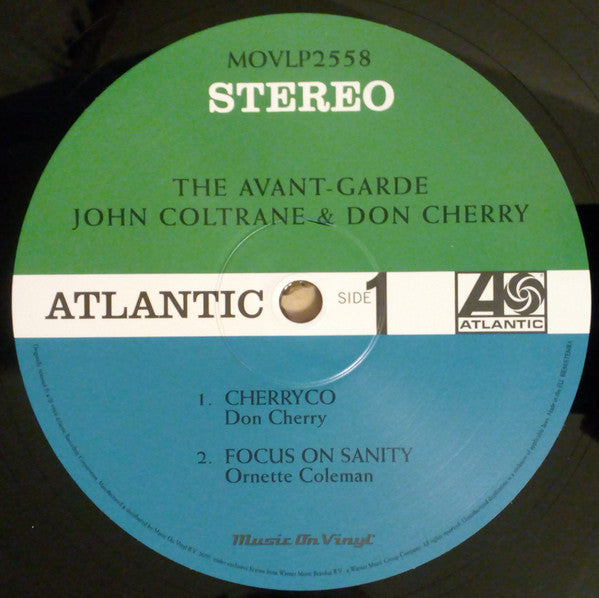 MOVLP2558
STEREO
THE AVANT-GARDE
JOHN COLTRANE & DON CHERRY
ATLANTIC
SIDE 1
ATLANTIC
1. CHERRYCO
Don Cherry
2. FOCUS ON SANITY
Ornette Coleman
Music On Vinyl